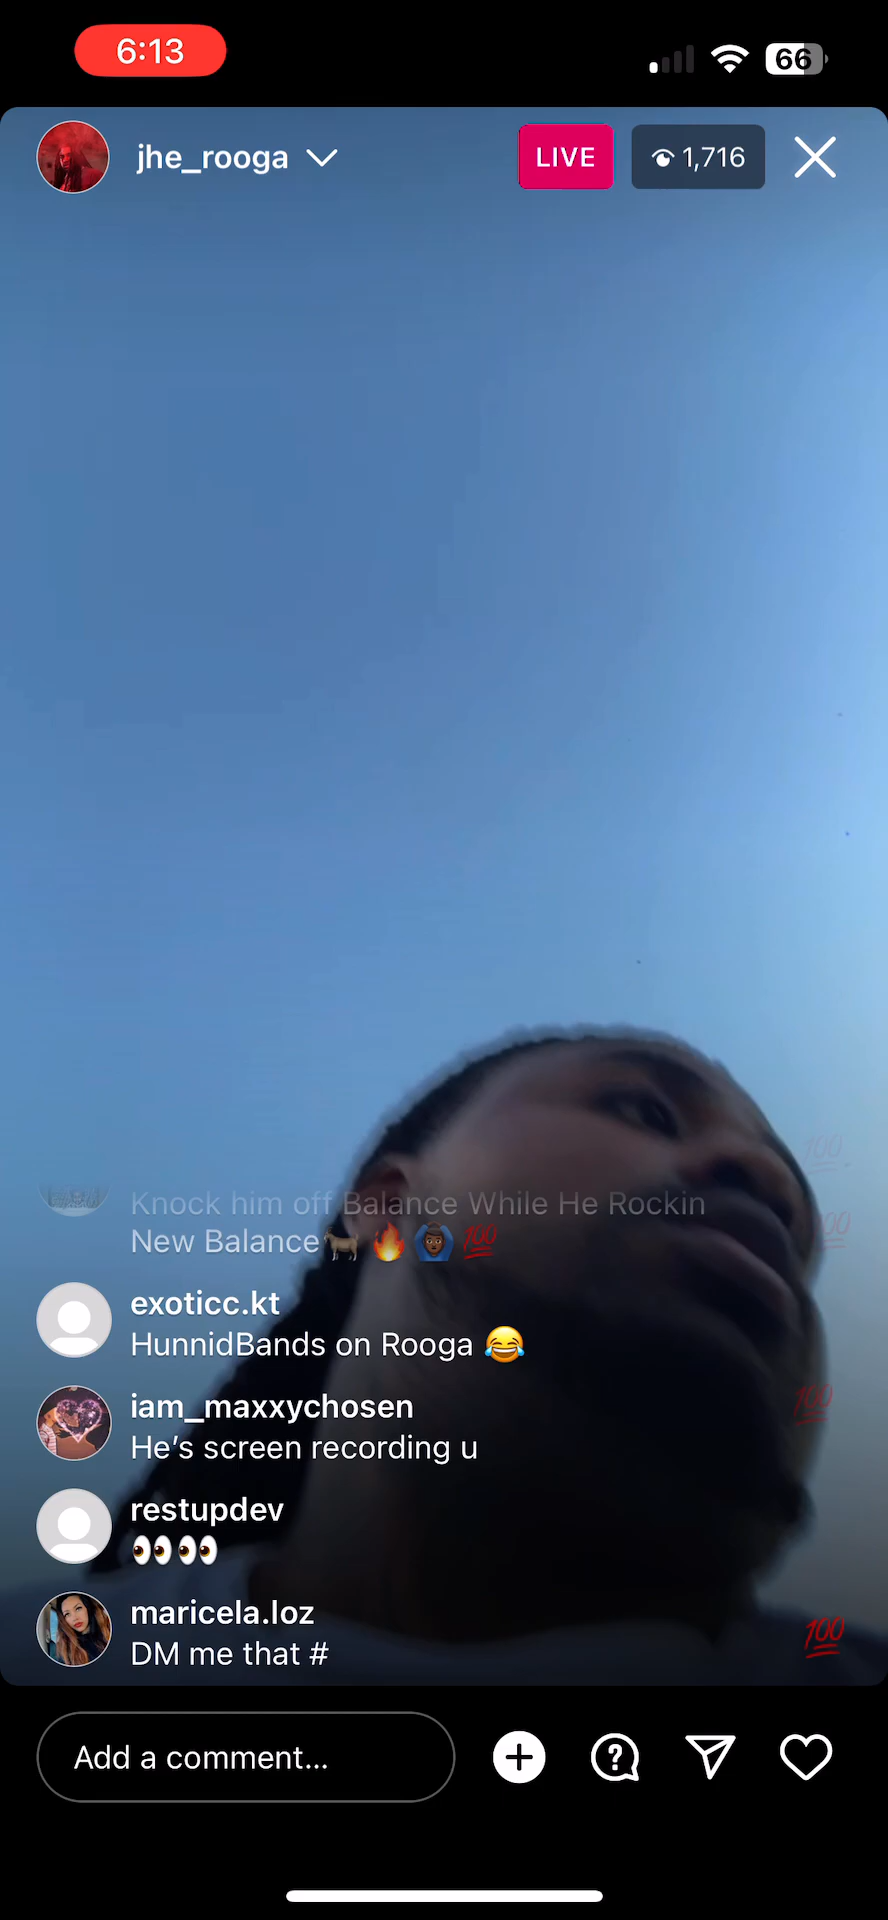 6:13
66
jhe_rooga
LIVE
1,716
Knock him off Balance While He Rockin
New Balance🐐🔥🙆🏾‍♂️💯
exoticc.kt
HunnidBands on Rooga 😂
iam_maxxychosen
He’s screen recording u
restupdev
👀👀
maricela.loz
DM me that #
Add a comment...